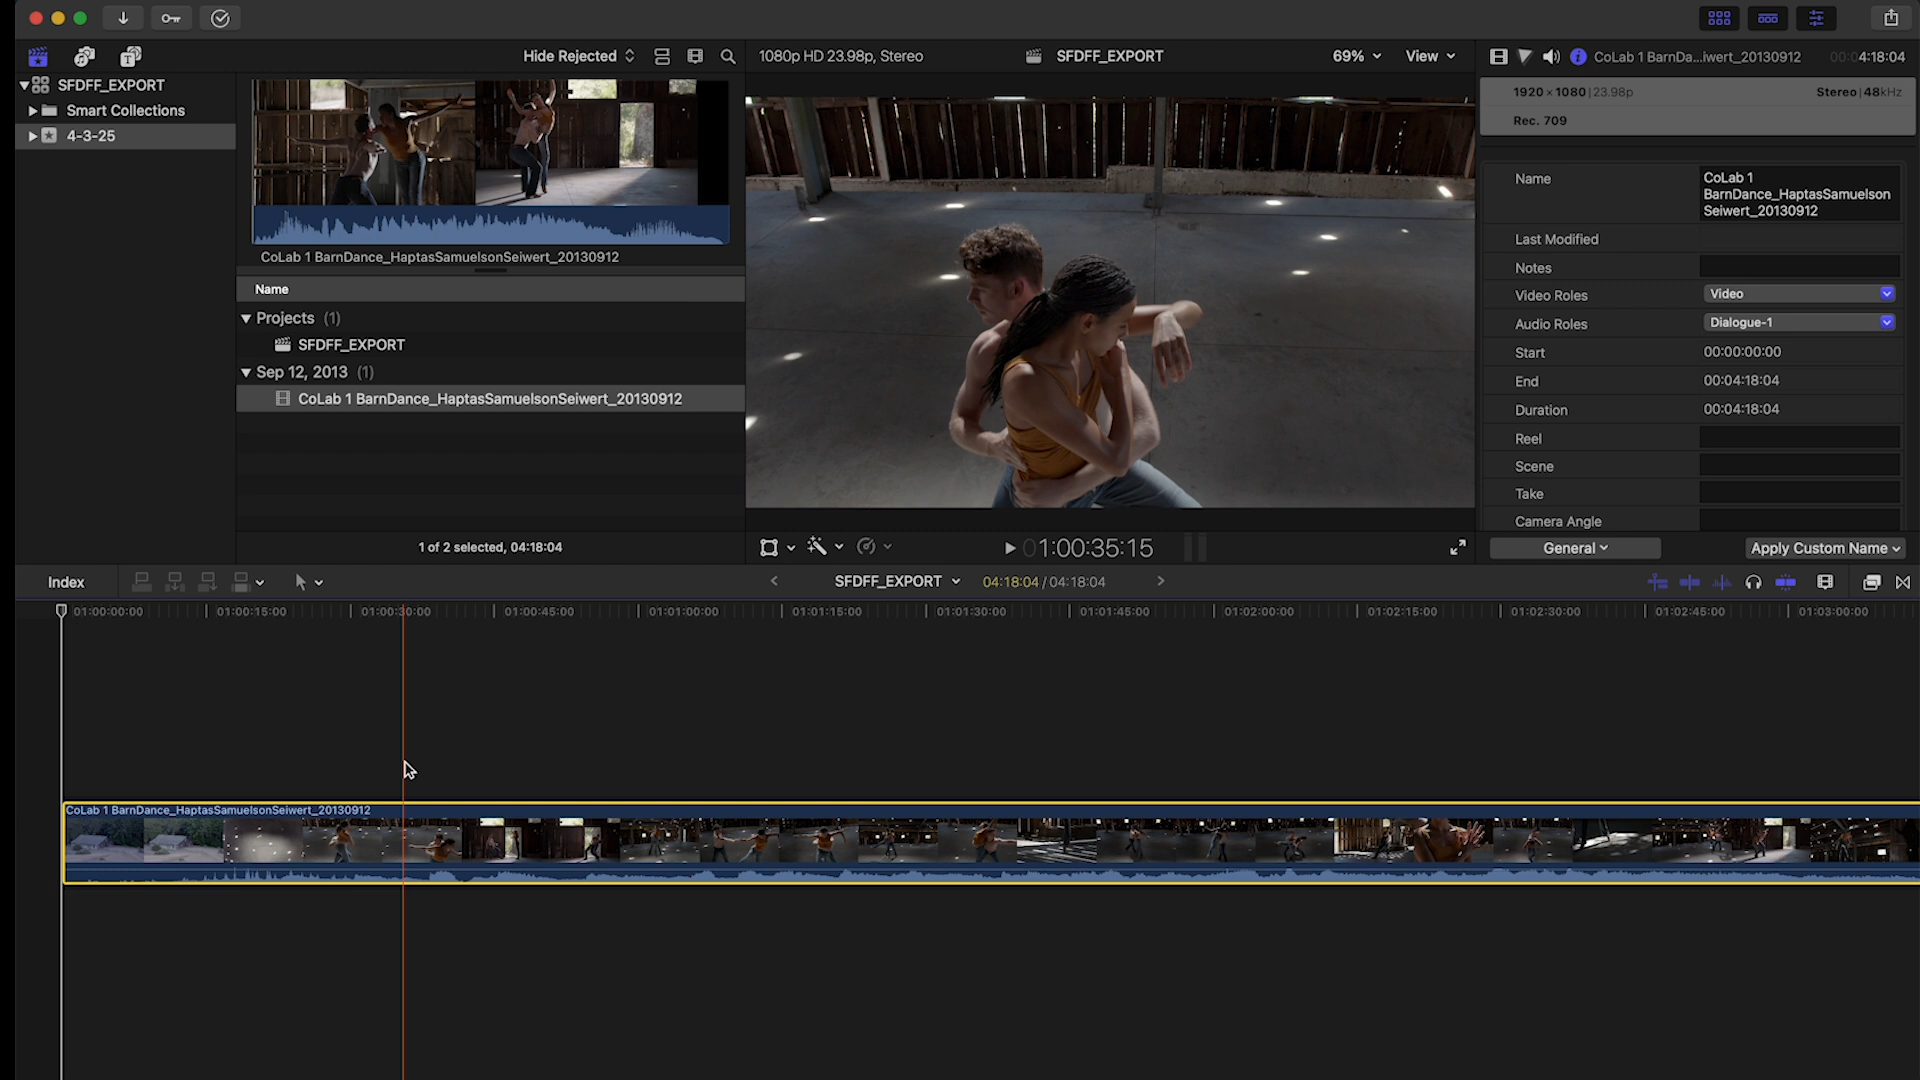 Hide Rejected
1080p HD 23.98p, Stereo
SFDFF_EXPORT
69%
View
CoLab 1 BarnDa...iwert_20130912
00:04:18:04
SFDFF_EXPORT
Smart Collections
4-3-25
CoLab 1 BarnDance_HaptasSamuelsonSeiwert_20130912
Name
Projects (1)
SFDFF_EXPORT
Sep 12, 2013 (1)
CoLab 1 BarnDance_HaptasSamuelsonSeiwert_20130912
1 of 2 selected, 04:18:04
01:00:35:15
1920 × 1080 | 23.98p
Stereo | 48kHz
Rec. 709
Name
CoLab 1
BarnDance_HaptasSamuelson
Seiwert_20130912
Last Modified
Notes
Video Roles
Video
Audio Roles
Dialogue-1
Start
00:00:00:00
End
00:04:18:04
Duration
00:04:18:04
Reel
Scene
Take
Camera Angle
General
Apply Custom Name
Index
SFDFF_EXPORT
04:18:04 / 04:18:04
01:00:00:00
01:00:15:00
01:00:30:00
01:00:45:00
01:01:00:00
01:01:15:00
01:01:30:00
01:01:45:00
01:02:00:00
01:02:15:00
01:02:30:00
01:02:45:00
01:03:00:00
CoLab 1 BarnDance_HaptasSamuelsonSeiwert_20130912